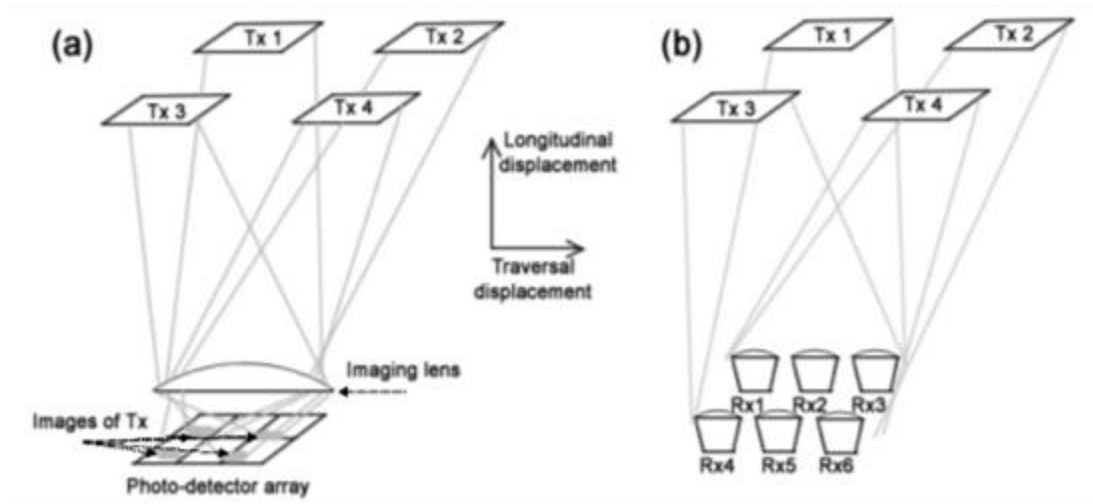 (a)
Tx 1
Tx 2
Tx 3
Tx 4
Longitudinal
displacement
Traversal
displacement
Imaging lens
Images of Tx
Photo-detector array
(b)
Tx 1
Tx 2
Tx 3
Tx 4
Rx1 Rx2 Rx3
Rx4 Rx5 Rx6